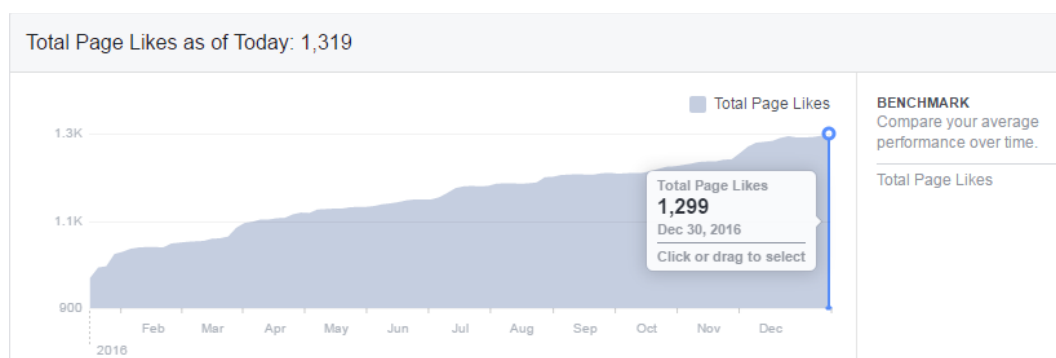 Total Page Likes as of Today: 1,319
Total Page Likes
BENCHMARK
Compare your average
performance over time.
Total Page Likes
1.3K
1.1K
900
Total Page Likes
1,299
Dec 30, 2016
Click or drag to select
Feb Mar Apr May Jun Jul Aug Sep Oct Nov Dec
2016